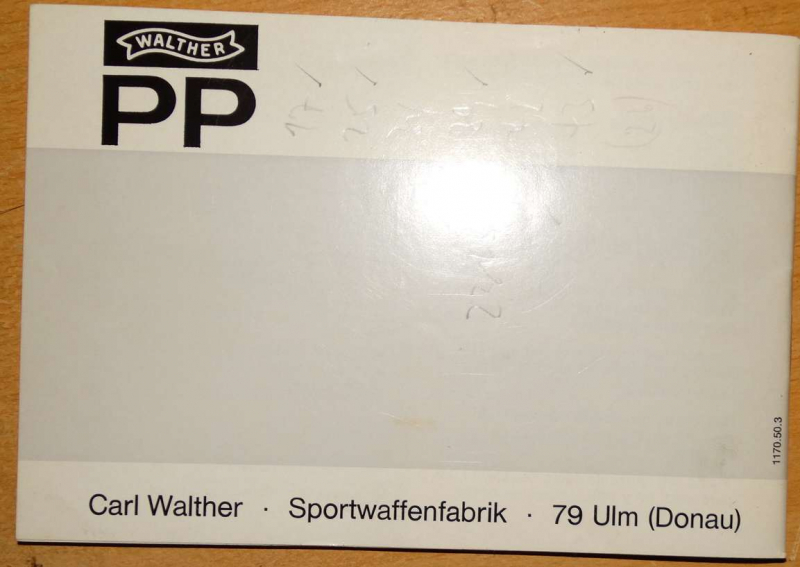 WALTHER
PP
1170.50.3
Carl Walther · Sportwaffenfabrik · 79 Ulm (Donau)